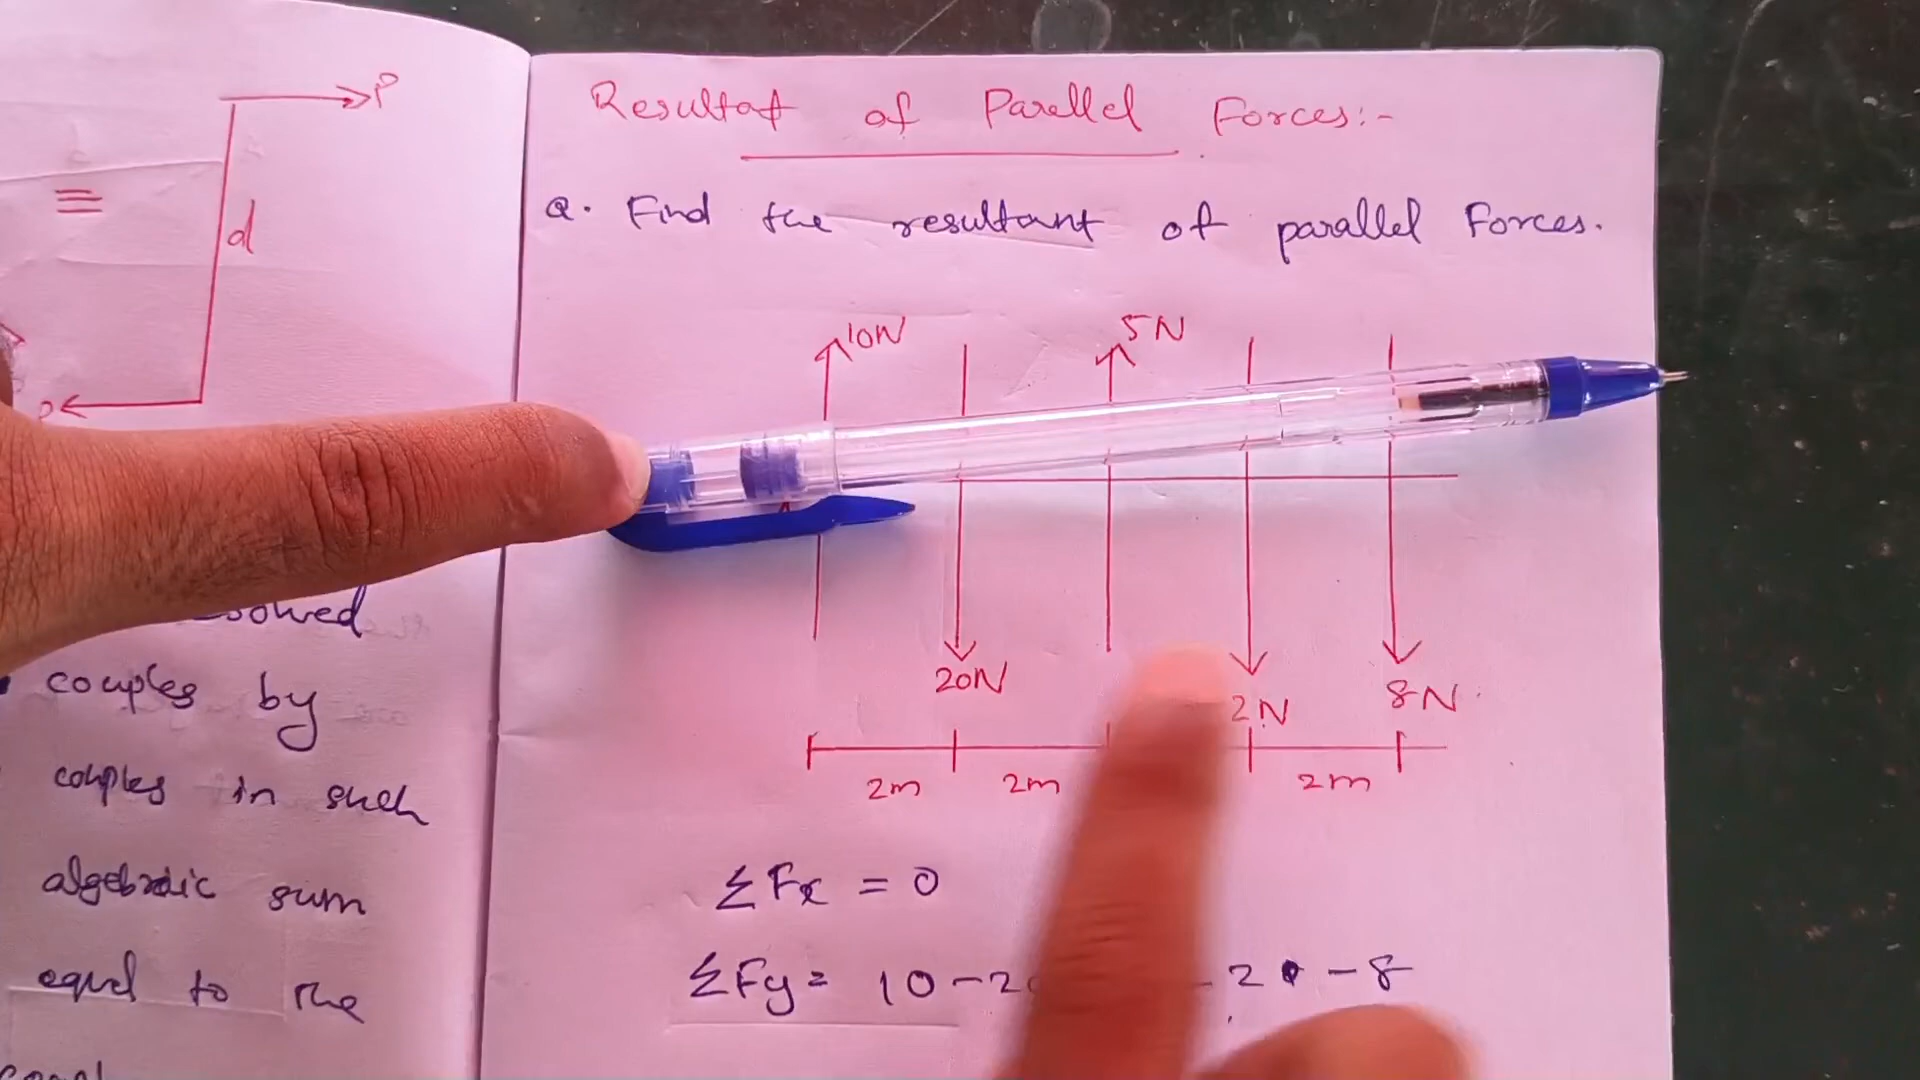 P
≡
d
P
couples by
couples in such
algebraic sum
equal to the
Resultat of Parallel Forces:-
Q. Find the resultant of parallel Forces.
10N
5N
20N
2N
8N
2m 2m 2m
ΣFx = 0
ΣFy = 10 - 2 - 2 - 8